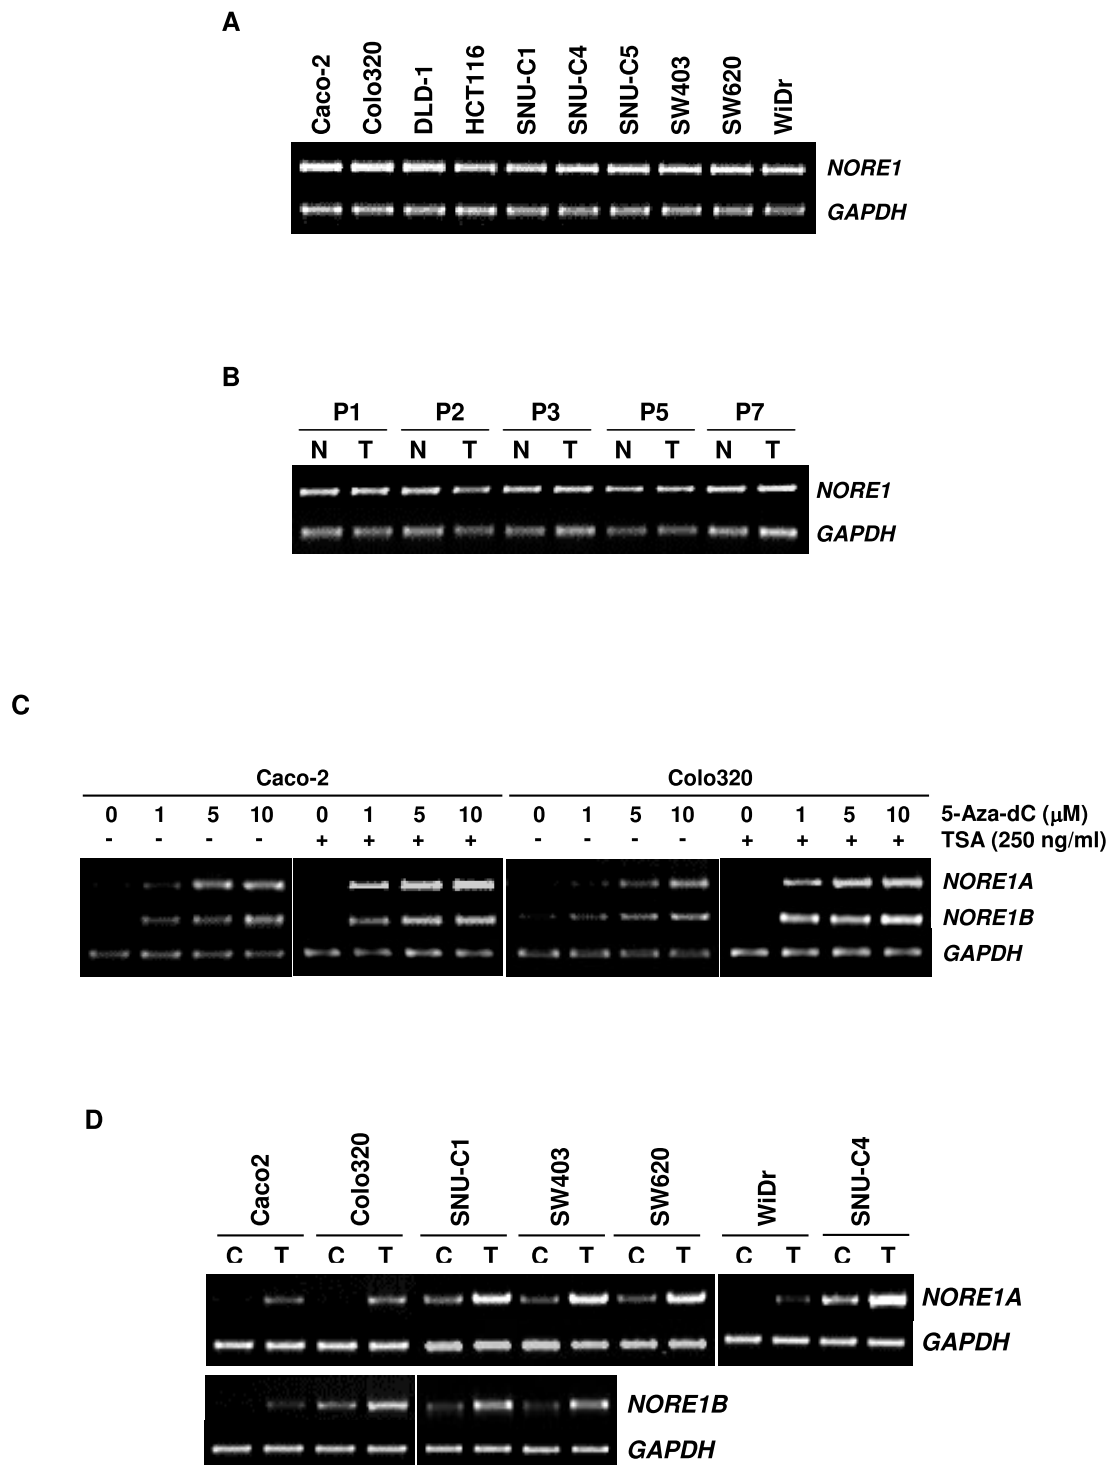 A
Caco-2 Colo320 DLD-1 HCT116 SNU-C1 SNU-C4 SNU-C5 SW403 SW620 WiDr
NORE1
GAPDH
B
P1 P2 P3 P5 P7
N T N T N T N T N T
NORE1
GAPDH
C
Caco-2 Colo320
0 1 5 10 0 1 5 10 0 1 5 10 0 1 5 10 5-Aza-dC (μM)
- - - - + + + + - - - - + + + + TSA (250 ng/ml)
NORE1A
NORE1B
GAPDH
D
Caco2 Colo320 SNU-C1 SW403 SW620 WiDr SNU-C4
C T C T C T C T C T C T C T
NORE1A
GAPDH
NORE1B
GAPDH